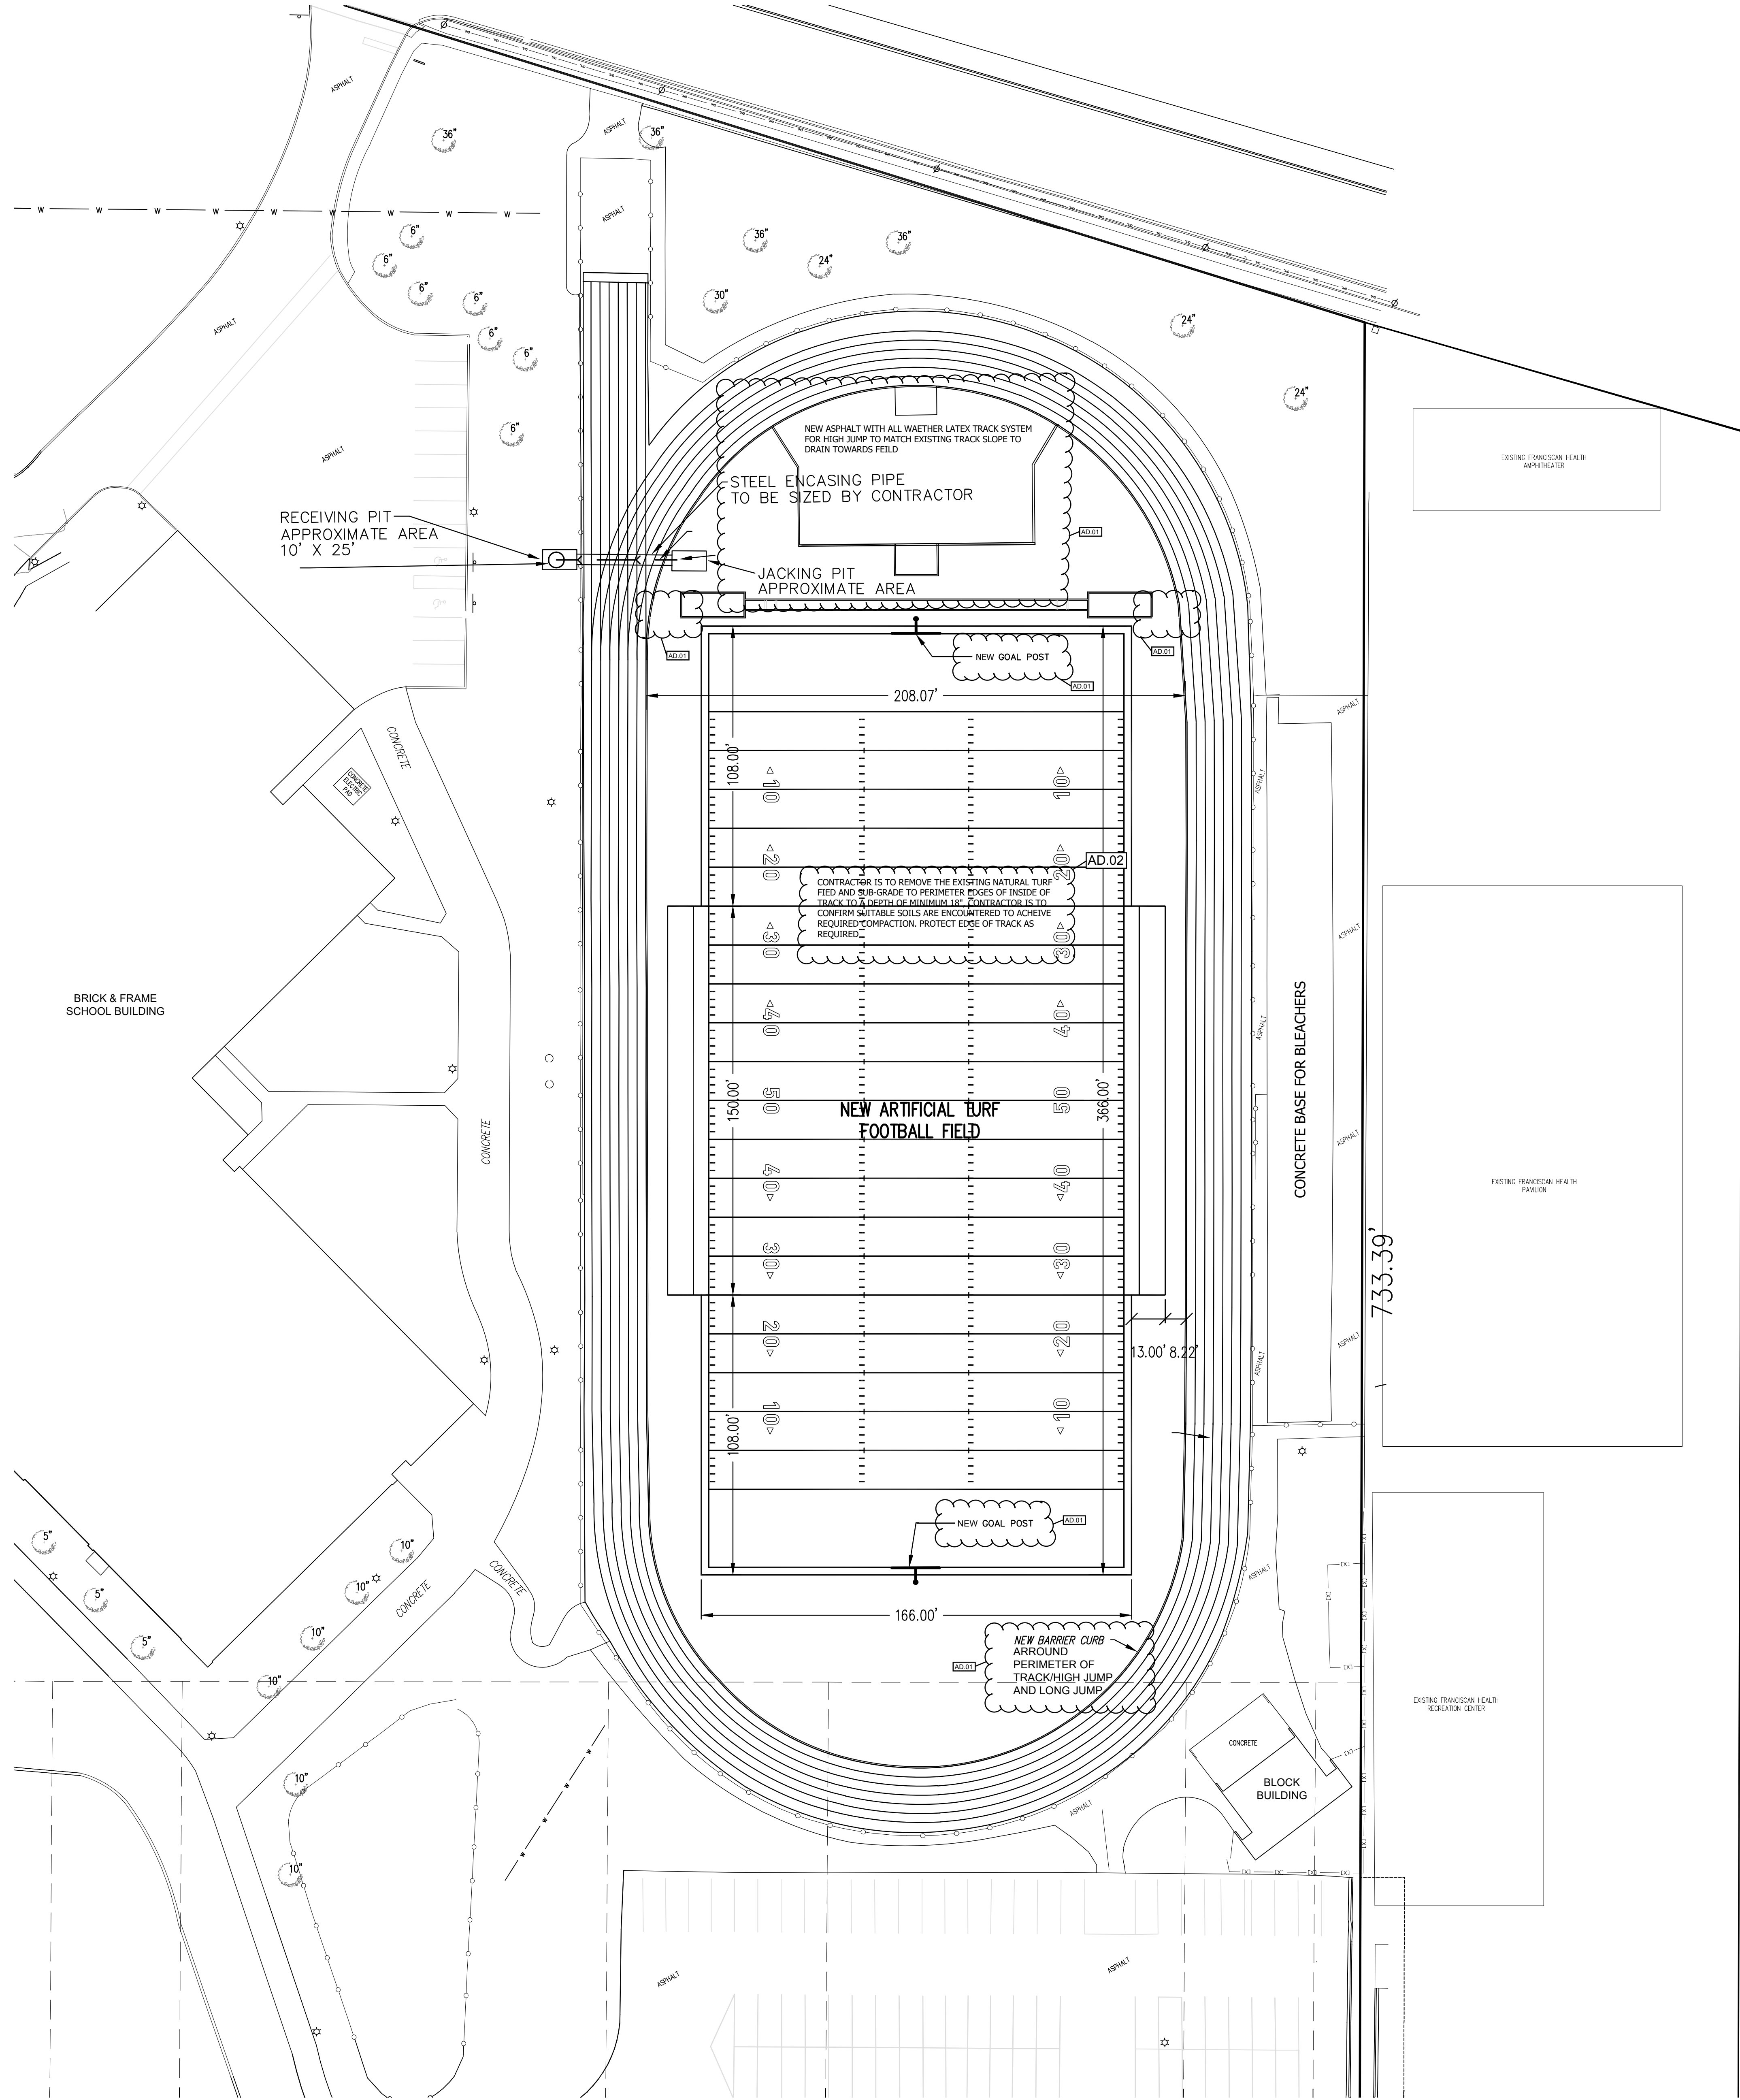 ASPHALT
36"
ASPHALT
36"
W W W W W W W W W
ASPHALT
6"
6"
6"
6"
6"
6"
6"
36"
24"
36"
30"
24"
24"
ASPHALT
ASPHALT
NEW ASPHALT WITH ALL WAETHER LATEX TRACK SYSTEM
FOR HIGH JUMP TO MATCH EXISTING TRACK SLOPE TO
DRAIN TOWARDS FEILD
EXISTING FRANCISCAN HEALTH
AMPHITHEATER
STEEL ENCASING PIPE
TO BE SIZED BY CONTRACTOR
RECEIVING PIT
APPROXIMATE AREA
10' X 25'
AD.01
JACKING PIT
APPROXIMATE AREA
AD.01
NEW GOAL POST
AD.01
AD.01
208.07'
ASPHALT
CONCRETE
CONCRETE
ELECTRIC
PAD
108.00'
10
10
ASPHALT
20
20
AD.02
CONTRACTOR IS TO REMOVE THE EXISTING NATURAL TURF
FIED AND SUB-GRADE TO PERIMETER EDGES OF INSIDE OF
TRACK TO A DEPTH OF MINIMUM 18". CONTRACTOR IS TO
CONFIRM SUITABLE SOILS ARE ENCOUNTERED TO ACHEIVE
REQUIRED COMPACTION. PROTECT EDGE OF TRACK AS
REQUIRED.
30
30
ASPHALT
BRICK & FRAME
SCHOOL BUILDING
40
40
ASPHALT
CONCRETE BASE FOR BLEACHERS
150.00'
366.00'
50
50
NEW ARTIFICIAL TURF
FOOTBALL FIELD
CONCRETE
ASPHALT
40
40
EXISTING FRANCISCAN HEALTH
PAVILION
30
30
733.39'
20
20
13.00'
8.22'
ASPHALT
ASPHALT
10
10
108.00'
NEW GOAL POST
AD.01
5"
5"
5"
10"
10"
10"
10"
CONCRETE
CONCRETE
ASPHALT
166.00'
NEW BARRIER CURB
ARROUND
PERIMETER OF
TRACK/HIGH JUMP
AND LONG JUMP
AD.01
EXISTING FRANCISCAN HEALTH
RECREATION CENTER
CONCRETE
BLOCK
BUILDING
10"
W W W
ASPHALT
10"
ASPHALT
ASPHALT